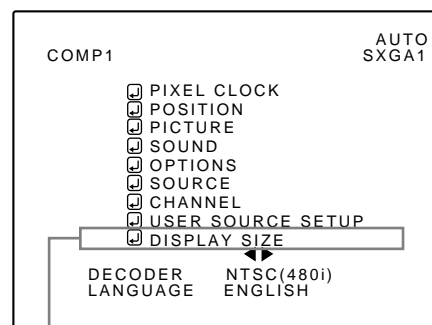 AUTO
COMP1 SXGA1
PIXEL CLOCK
POSITION
PICTURE
SOUND
OPTIONS
SOURCE
CHANNEL
USER SOURCE SETUP
DISPLAY SIZE
DECODER NTSC(480i)
LANGUAGE ENGLISH